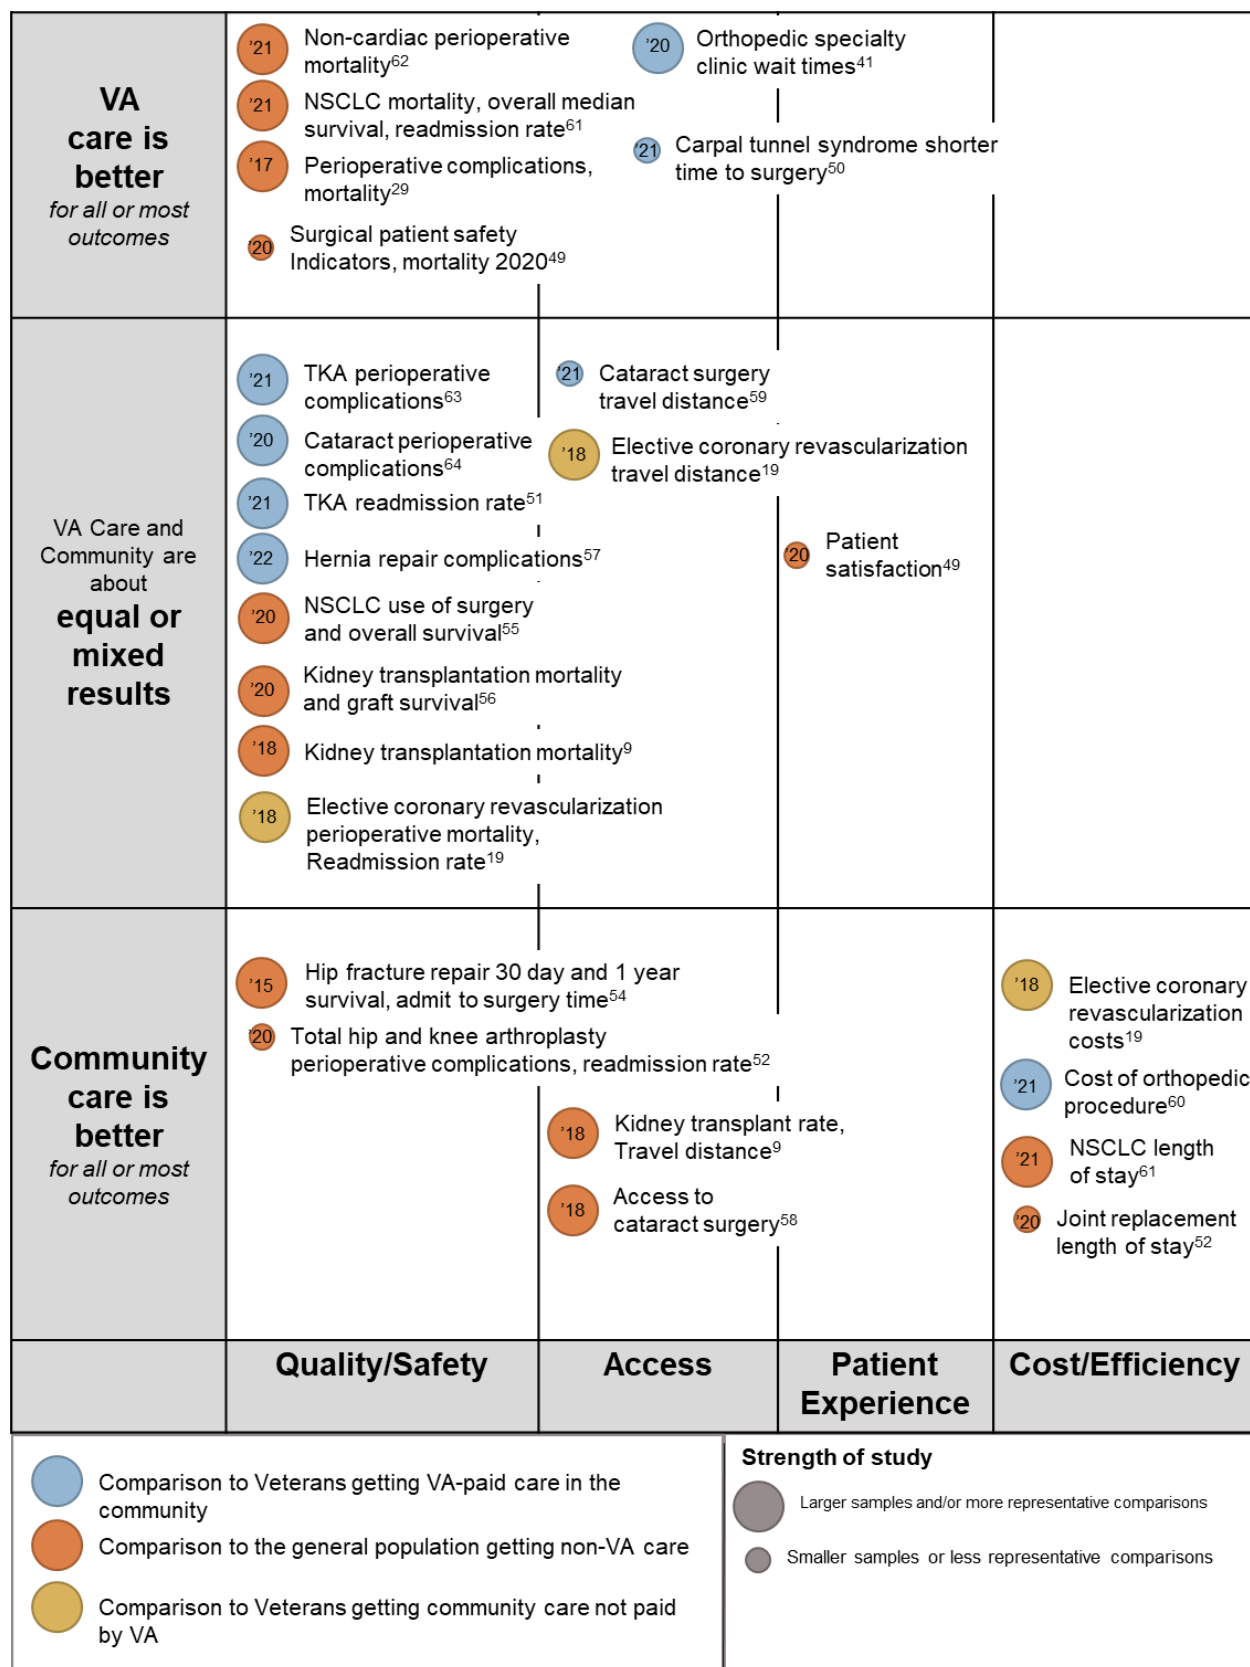 VA
care is
better
for all or most
outcomes
'21
Non-cardiac perioperative
mortality62
'21
NSCLC mortality, overall median
survival, readmission rate61
'17
Perioperative complications,
mortality29
'20
Surgical patient safety
Indicators, mortality 202049
'20
Orthopedic specialty
clinic wait times41
'21
Carpal tunnel syndrome shorter
time to surgery50
VA Care and
Community are
about
equal or
mixed
results
'21
TKA perioperative
complications63
'20
Cataract perioperative
complications64
'21
TKA readmission rate51
'22
Hernia repair complications57
'20
NSCLC use of surgery
and overall survival55
'20
Kidney transplantation mortality
and graft survival56
'18
Kidney transplantation mortality9
'18
Elective coronary revascularization
perioperative mortality,
Readmission rate19
'21
Cataract surgery
travel distance59
'18
Elective coronary revascularization
travel distance19
'20
Patient
satisfaction49
Community
care is
better
for all or most
outcomes
'15
Hip fracture repair 30 day and 1 year
survival, admit to surgery time54
'20
Total hip and knee arthroplasty
perioperative complications, readmission rate52
'18
Kidney transplant rate,
Travel distance9
'18
Access to
cataract surgery58
'18
Elective coronary
revascularization
costs19
'21
Cost of orthopedic
procedure60
'21
NSCLC length
of stay61
'20
Joint replacement
length of stay52
Quality/Safety
Access
Patient
Experience
Cost/Efficiency
Comparison to Veterans getting VA-paid care in the
community
Comparison to the general population getting non-VA care
Comparison to Veterans getting community care not paid
by VA
Strength of study
Larger samples and/or more representative comparisons
Smaller samples or less representative comparisons